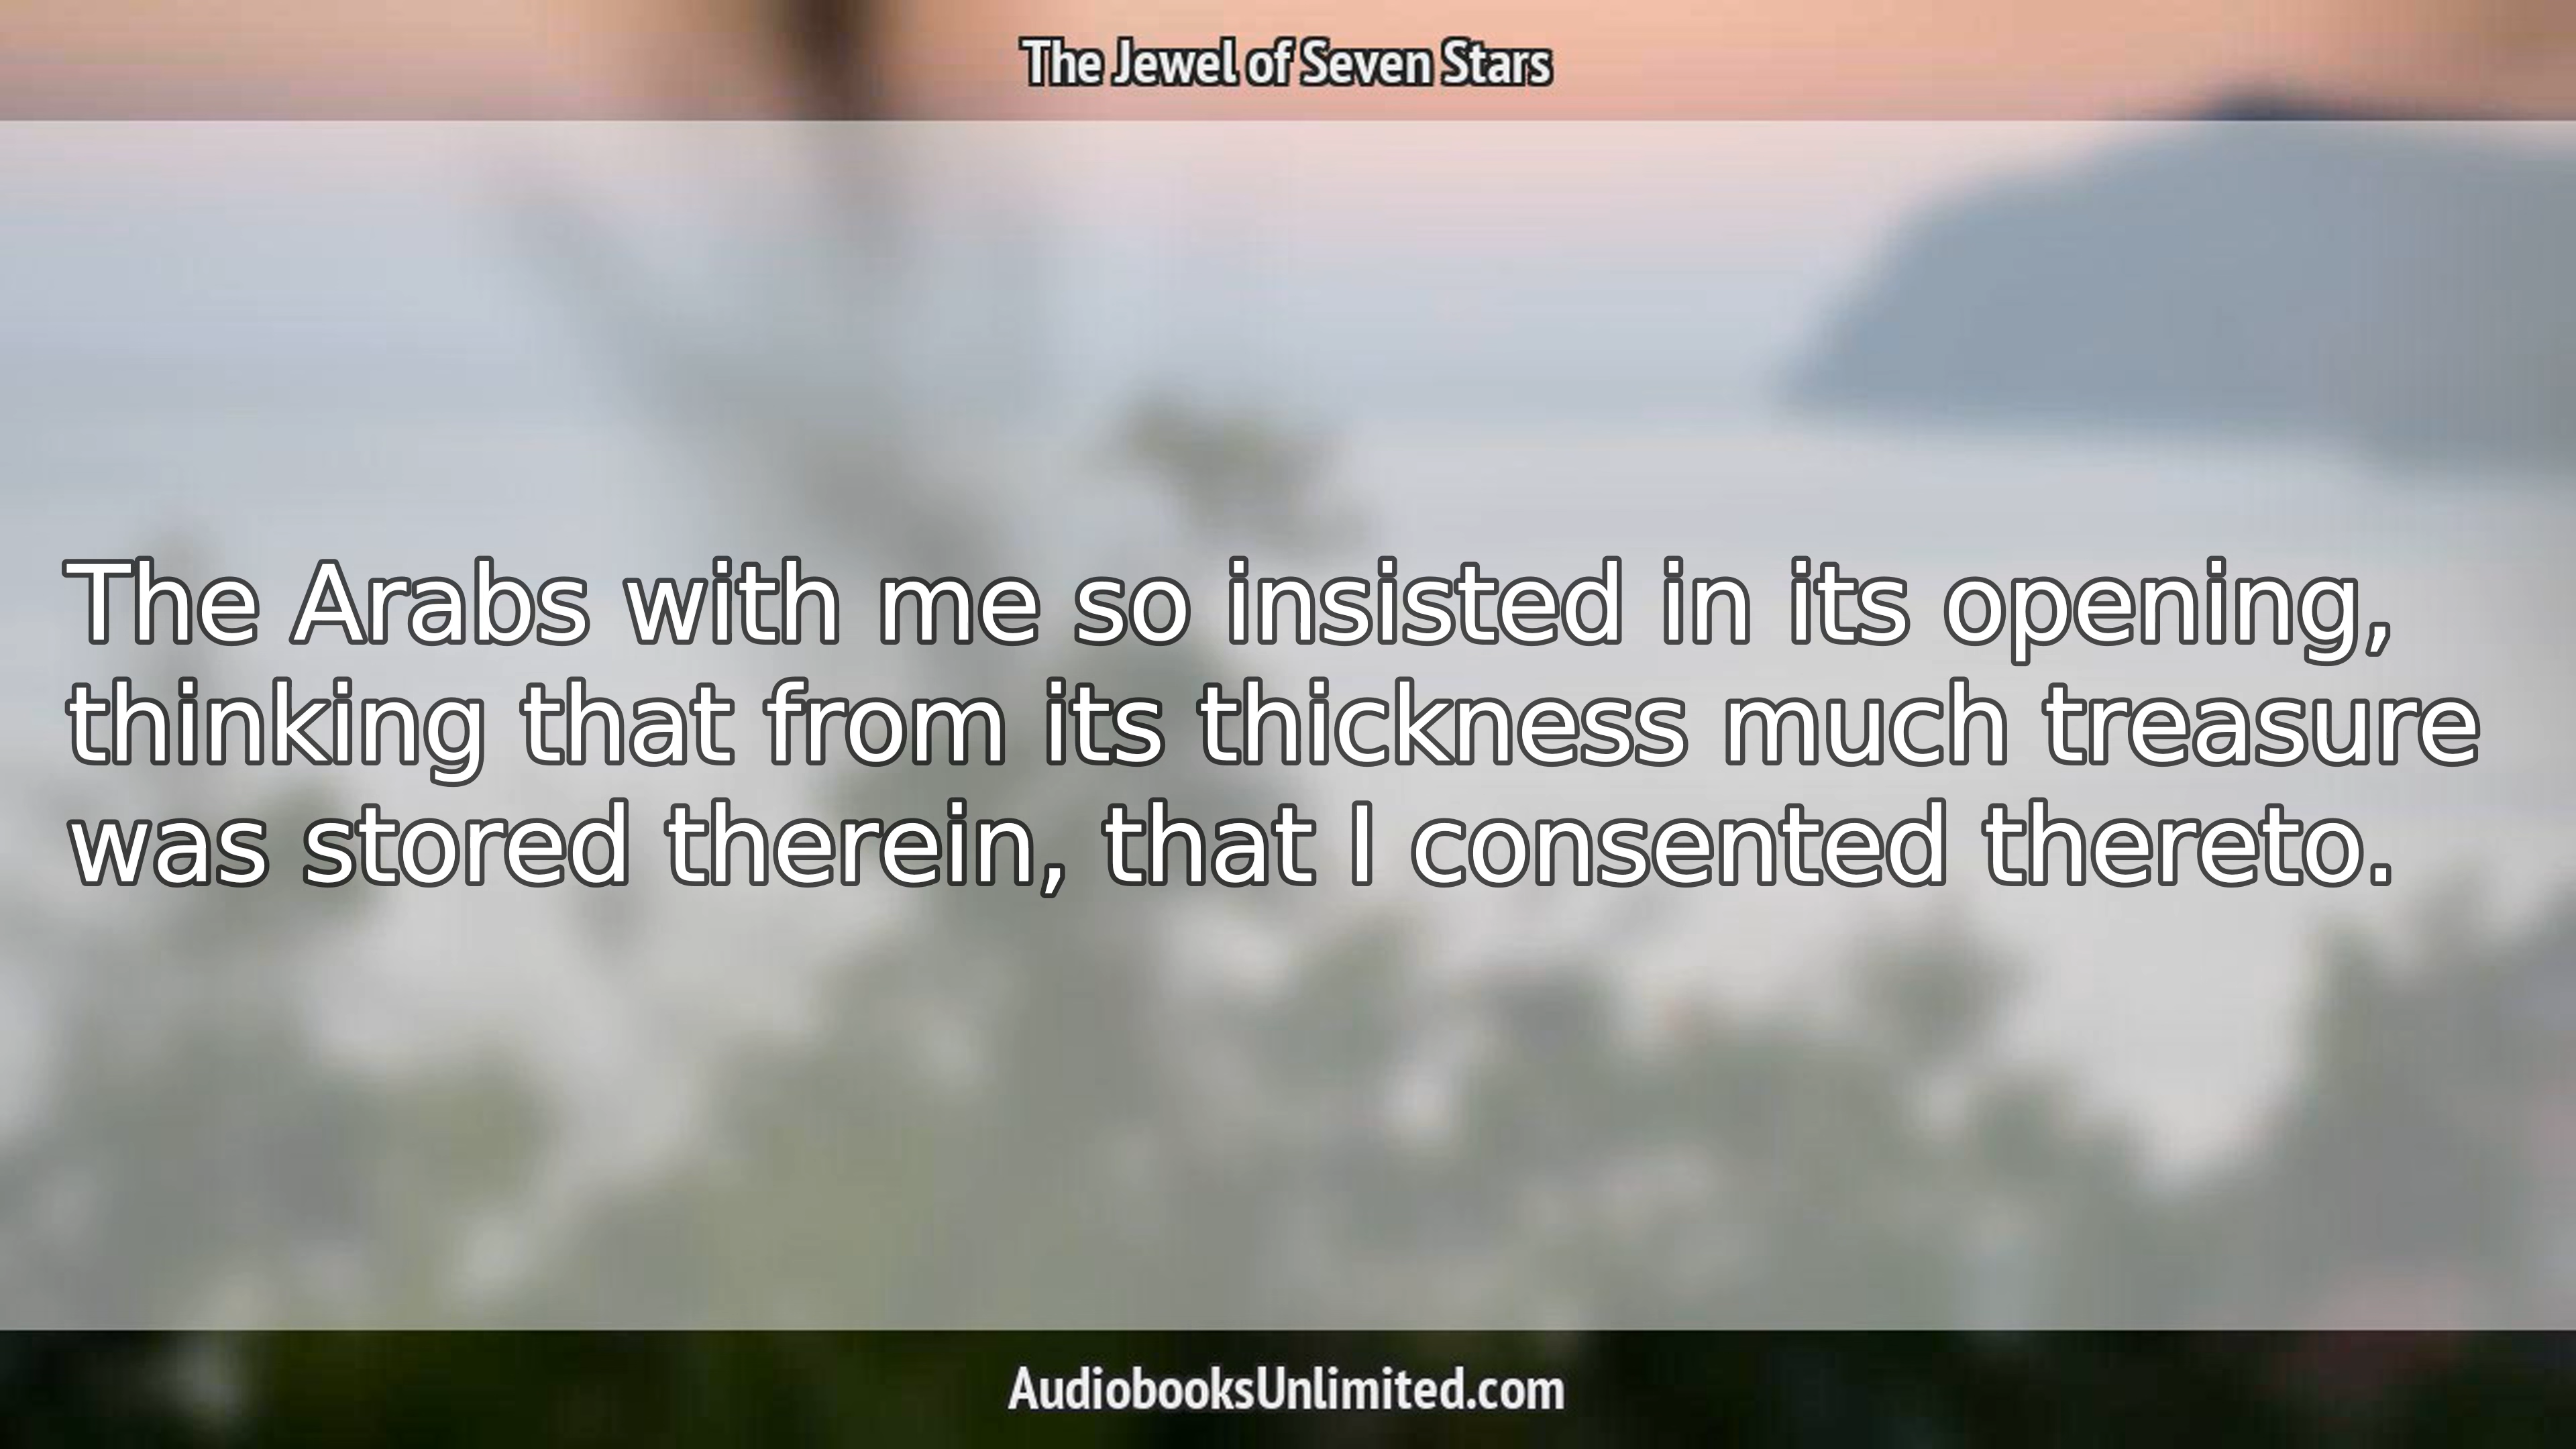 The Jewel of Seven Stars
The Arabs with me so insisted in its opening,
thinking that from its thickness much treasure
was stored therein, that I consented thereto.
AudiobooksUnlimited.com